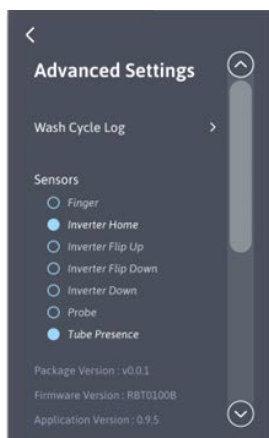 Advanced Settings
Wash Cycle Log
Sensors
Finger
Inverter Home
Inverter Flip Up
Inverter Flip Down
Inverter Down
Probe
Tube Presence
Package Version : v0.0.1
Firmware Version : RBT0100B
Application Version : 0.9.5